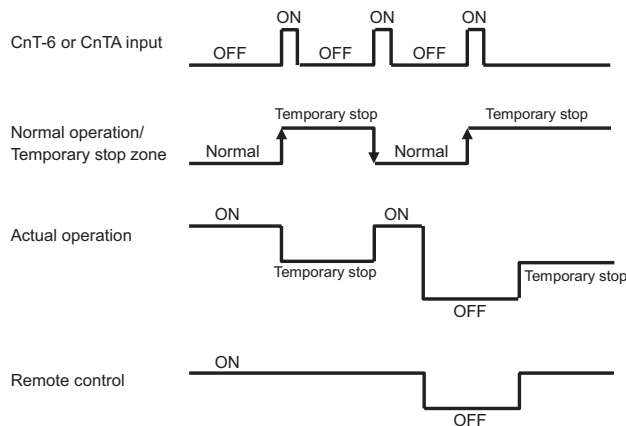 ON ON ON
CnT-6 or CnTA input
OFF OFF OFF
Temporary stop Temporary stop
Normal operation/
Temporary stop zone
Normal Normal
ON ON
Actual operation
Temporary stop Temporary stop
OFF
ON
Remote control
OFF